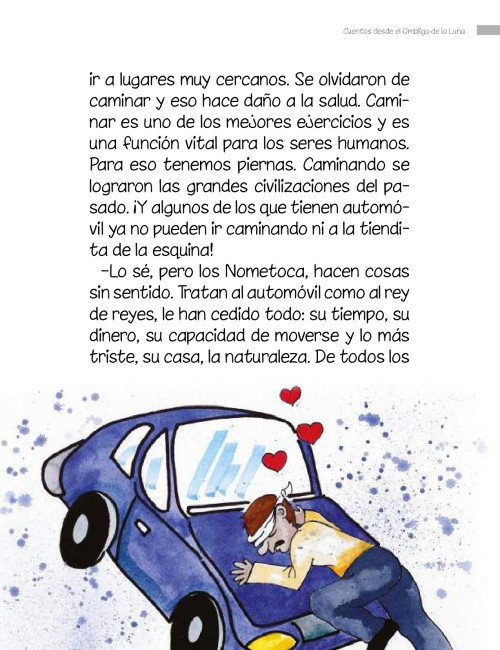 Cuentos desde el Ombligo de la Luna
ir a lugares muy cercanos. Se olvidaron de
caminar y eso hace daño a la salud. Cami-
nar es uno de los mejores ejercicios y es
una función vital para los seres humanos.
Para eso tenemos piernas. Caminando se
lograron las grandes civilizaciones del pa-
sado. ¡Y algunos de los que tienen automó-
vil ya no pueden ir caminando ni a la tiendi-
ta de la esquina!
–Lo sé, pero los Nometoca, hacen cosas
sin sentido. Tratan al automóvil como al rey
de reyes, le han cedido todo: su tiempo, su
dinero, su capacidad de moverse y lo más
triste, su casa, la naturaleza. De todos los